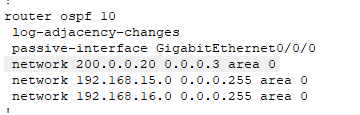 !
router ospf 10
 log-adjacency-changes
 passive-interface GigabitEthernet0/0/0
 network 200.0.0.20 0.0.0.3 area 0
 network 192.168.15.0 0.0.0.255 area 0
 network 192.168.16.0 0.0.0.255 area 0
!